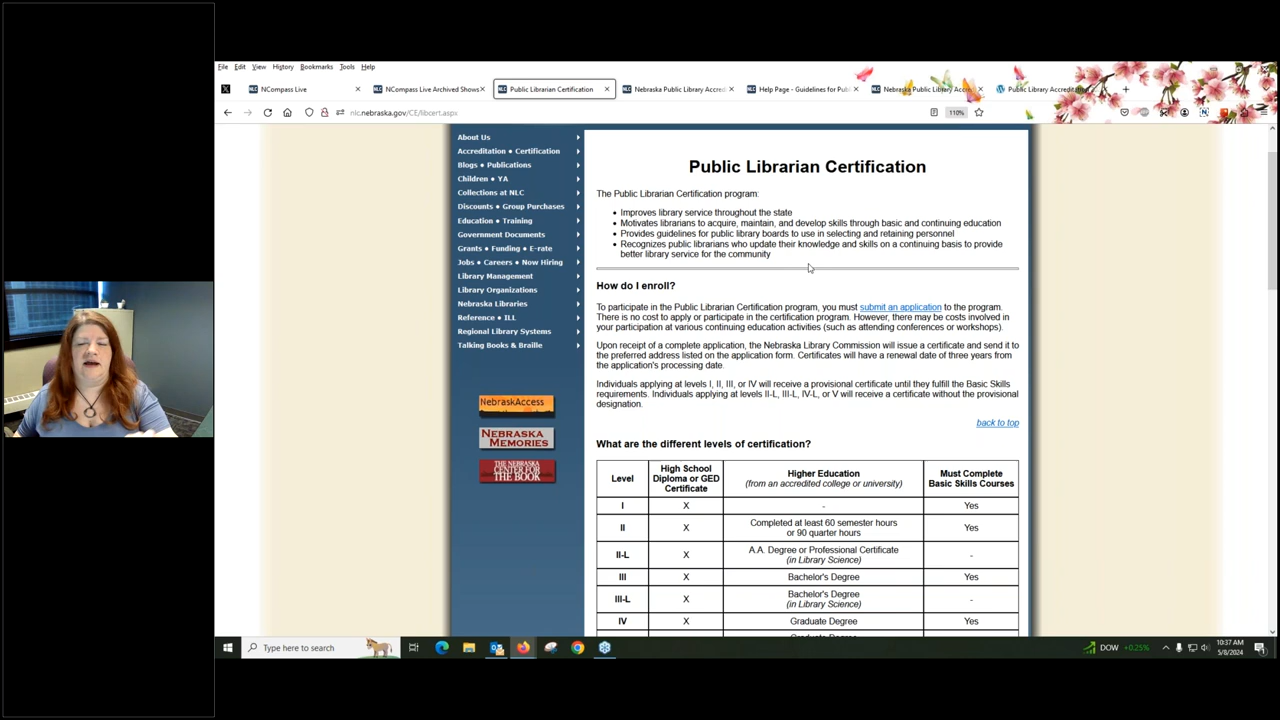 File Edit View History Bookmarks Tools Help
NCompass Live
NCompass Live Archived Shows
Public Librarian Certification
Nebraska Public Library Accred
Help Page - Guidelines for Pub
Nebraska Public Library Acc
Public Library Accreditation
nlc.nebraska.gov/CE/libcert.aspx
110%
About Us
Accreditation • Certification
Blogs • Publications
Children • YA
Collections at NLC
Discounts • Group Purchases
Education • Training
Government Documents
Grants • Funding • E-rate
Jobs • Careers • Now Hiring
Library Management
Library Organizations
Nebraska Libraries
Reference • ILL
Regional Library Systems
Talking Books & Braille
NebraskAccess
NEBRASKA
MEMORIES
THE NEBRASKA
CENTER FOR
THE BOOK
Public Librarian Certification
The Public Librarian Certification program:
• Improves library service throughout the state
• Motivates librarians to acquire, maintain, and develop skills through basic and continuing education
• Provides guidelines for public library boards to use in selecting and retaining personnel
• Recognizes public librarians who update their knowledge and skills on a continuing basis to provide
better library service for the community
How do I enroll?
To participate in the Public Librarian Certification program, you must submit an application to the program.
There is no cost to apply or participate in the certification program. However, there may be costs involved in
your participation at various continuing education activities (such as attending conferences or workshops).
Upon receipt of a complete application, the Nebraska Library Commission will issue a certificate and send it to
the preferred address listed on the application form. Certificates will have a renewal date of three years from
the application's processing date.
Individuals applying at levels I, II, III, or IV will receive a provisional certificate until they fulfill the Basic Skills
requirements. Individuals applying at levels II-L, III-L, IV-L, or V will receive a certificate without the provisional
designation.
back to top
What are the different levels of certification?
Level
High School
Diploma or GED
Certificate
Higher Education
(from an accredited college or university)
Must Complete
Basic Skills Courses
I X - Yes
II X Completed at least 60 semester hours
or 90 quarter hours Yes
II-L X A.A. Degree or Professional Certificate
(in Library Science) -
III X Bachelor's Degree Yes
III-L X Bachelor's Degree
(in Library Science) -
IV X Graduate Degree Yes
Type here to search
DOW +0.25%
10:37 AM
5/8/2024